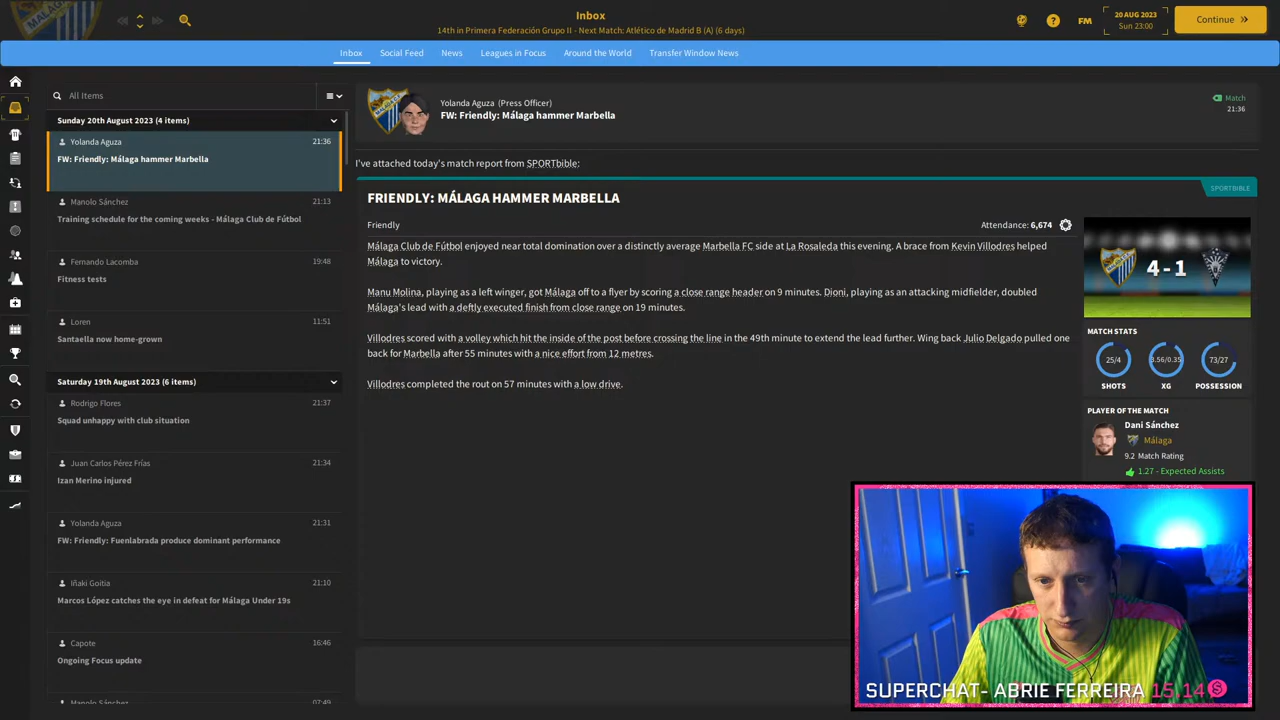 Inbox
14th in Primera Federación Grupo II - Next Match: Atlético de Madrid B (A) (6 days)
?
FM
20 AUG 2023
Sun 23:00
Continue
Inbox
Social Feed
News
Leagues in Focus
Around the World
Transfer Window News
All Items
Sunday 20th August 2023 (4 items)
Yolanda Aguza 21:36
FW: Friendly: Málaga hammer Marbella
Manolo Sánchez 21:13
Training schedule for the coming weeks - Málaga Club de Fútbol
Fernando Lacomba 19:48
Fitness tests
Loren 11:51
Santaella now home-grown
Saturday 19th August 2023 (6 items)
Rodrigo Flores 21:37
Squad unhappy with club situation
Juan Carlos Pérez Frías 21:34
Izan Merino injured
Yolanda Aguza 21:31
FW: Friendly: Fuenlabrada produce dominant performance
Iñaki Goitia 21:10
Marcos López catches the eye in defeat for Málaga Under 19s
Capote 16:46
Ongoing Focus update
Manolo Sánchez 07:49
Yolanda Aguza (Press Officer)
FW: Friendly: Málaga hammer Marbella
Match
21:36
I've attached today's match report from SPORTbible:
SPORTBIBLE
FRIENDLY: MÁLAGA HAMMER MARBELLA
Friendly
Attendance: 6,674
Málaga Club de Fútbol enjoyed near total domination over a distinctly average Marbella FC side at La Rosaleda this evening. A brace from Kevin Villodres helped
Málaga to victory.
Manu Molina, playing as a left winger, got Málaga off to a flyer by scoring a close range header on 9 minutes. Dioni, playing as an attacking midfielder, doubled
Málaga's lead with a deftly executed finish from close range on 19 minutes.
Villodres scored with a volley which hit the inside of the post before crossing the line in the 49th minute to extend the lead further. Wing back Julio Delgado pulled one
back for Marbella after 55 minutes with a nice effort from 12 metres.
Villodres completed the rout on 57 minutes with a low drive.
4 - 1
MATCH STATS
25/4
3.56/0.35
73/27
SHOTS
XG
POSSESSION
PLAYER OF THE MATCH
Dani Sánchez
Málaga
9.2 Match Rating
1.27 - Expected Assists
SUPERCHAT- ABRIE FERREIRA 15.14